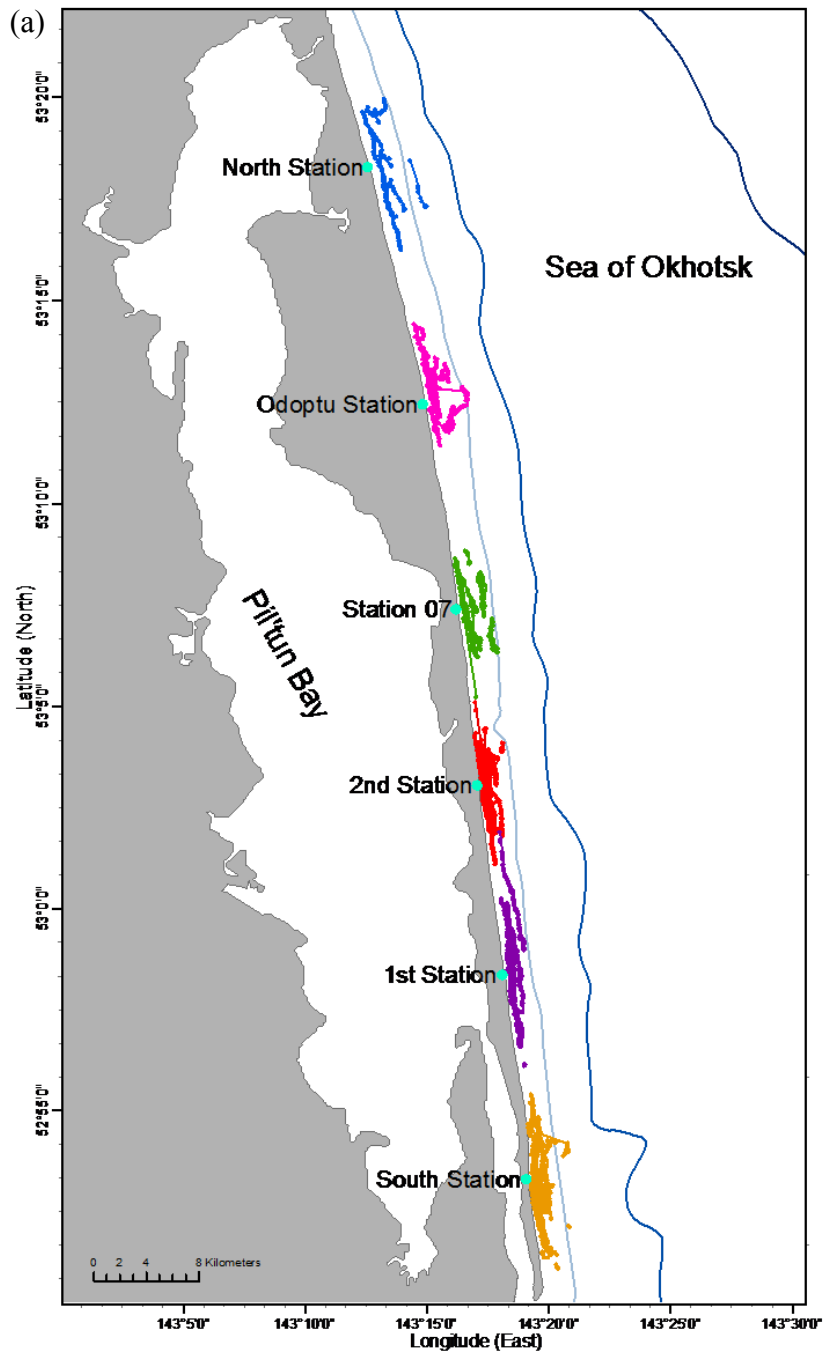 (a)
53°20'0"
North Station
Sea of Okhotsk
53°15'0"
Odoptu Station
53°10'0"
Station 07
Pil'tun Bay
Latitude (North)
53°5'0"
2nd Station
53°0'0"
1st Station
52°55'0"
South Station
0 2 4 8 Kilometers
143°5'0" 143°10'0" 143°15'0" 143°20'0" 143°25'0" 143°30'0"
Longitude (East)